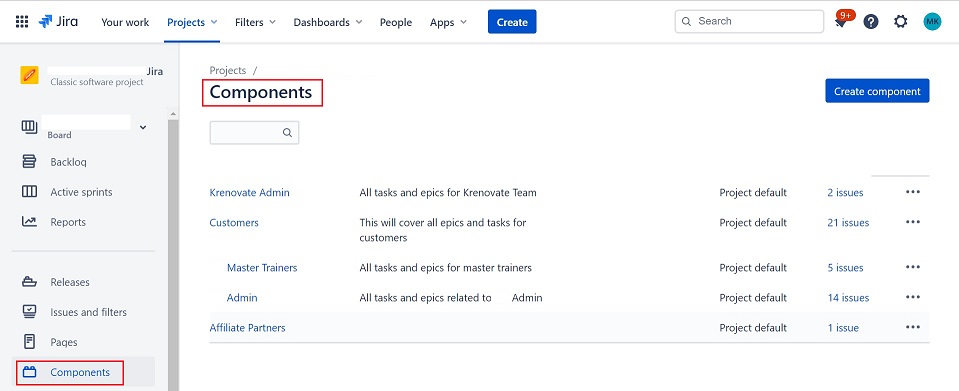 Jira Your work Projects Filters Dashboards People Apps Create Search 9+ MK
Jira
Classic software project
Board
Backloq
Active sprints
Reports
Releases
Issues and filters
Pages
Components
Projects /
Components
Create component
Krenovate Admin All tasks and epics for Krenovate Team Project default 2 issues
Customers This will cover all epics and tasks for Project default 21 issues
customers
Master Trainers All tasks and epics for master trainers Project default 5 issues
Admin All tasks and epics related to Admin Project default 14 issues
Affiliate Partners Project default 1 issue